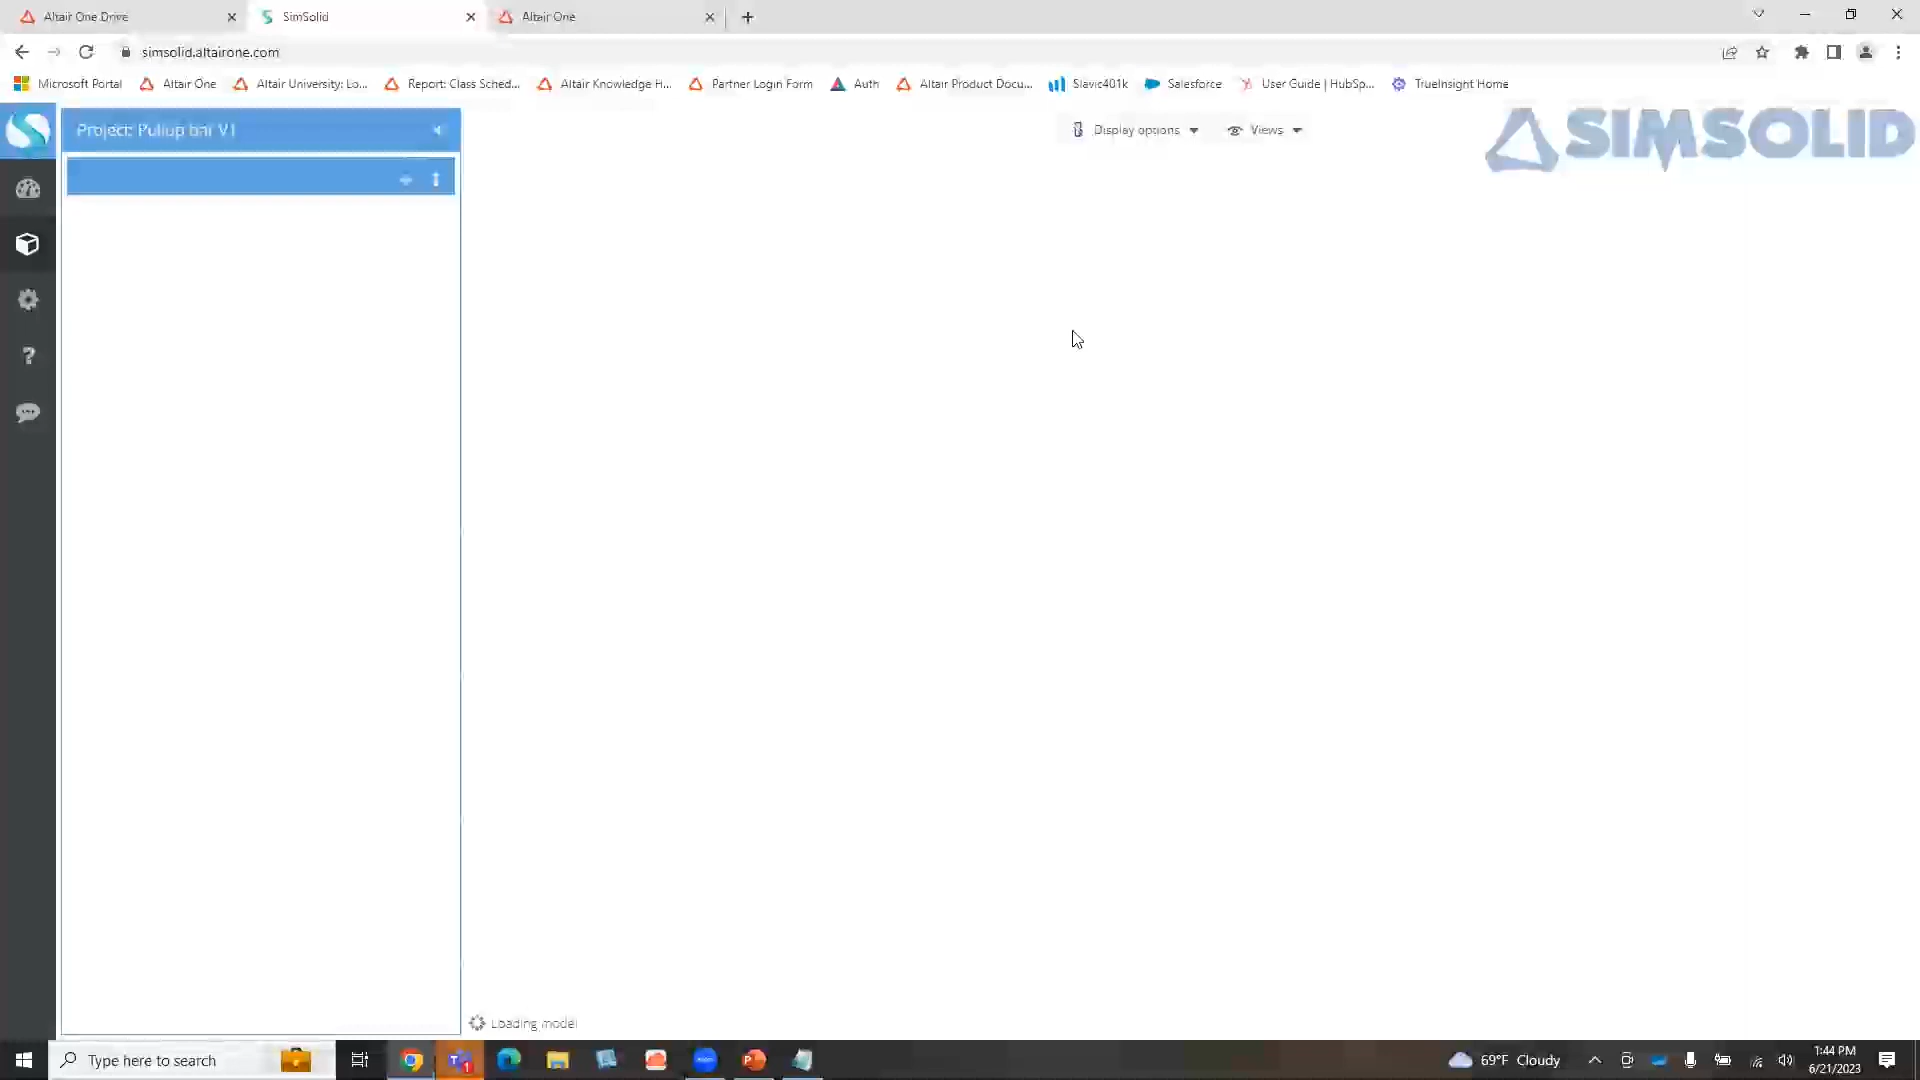 Altair One Drive
SimSolid
Altair One
simsolid.altairone.com
Microsoft Portal
Altair One
Altair University: Lo...
Report: Class Sched...
Altair Knowledge H...
Partner Login Form
Auth
Altair Product Docu...
Slavic401k
Salesforce
User Guide | HubSp...
TrueInsight Home
Project: Pullup bar V1
Display options
Views
SIMSOLID
Loading model
Type here to search
69°F Cloudy
1:44 PM
6/21/2023